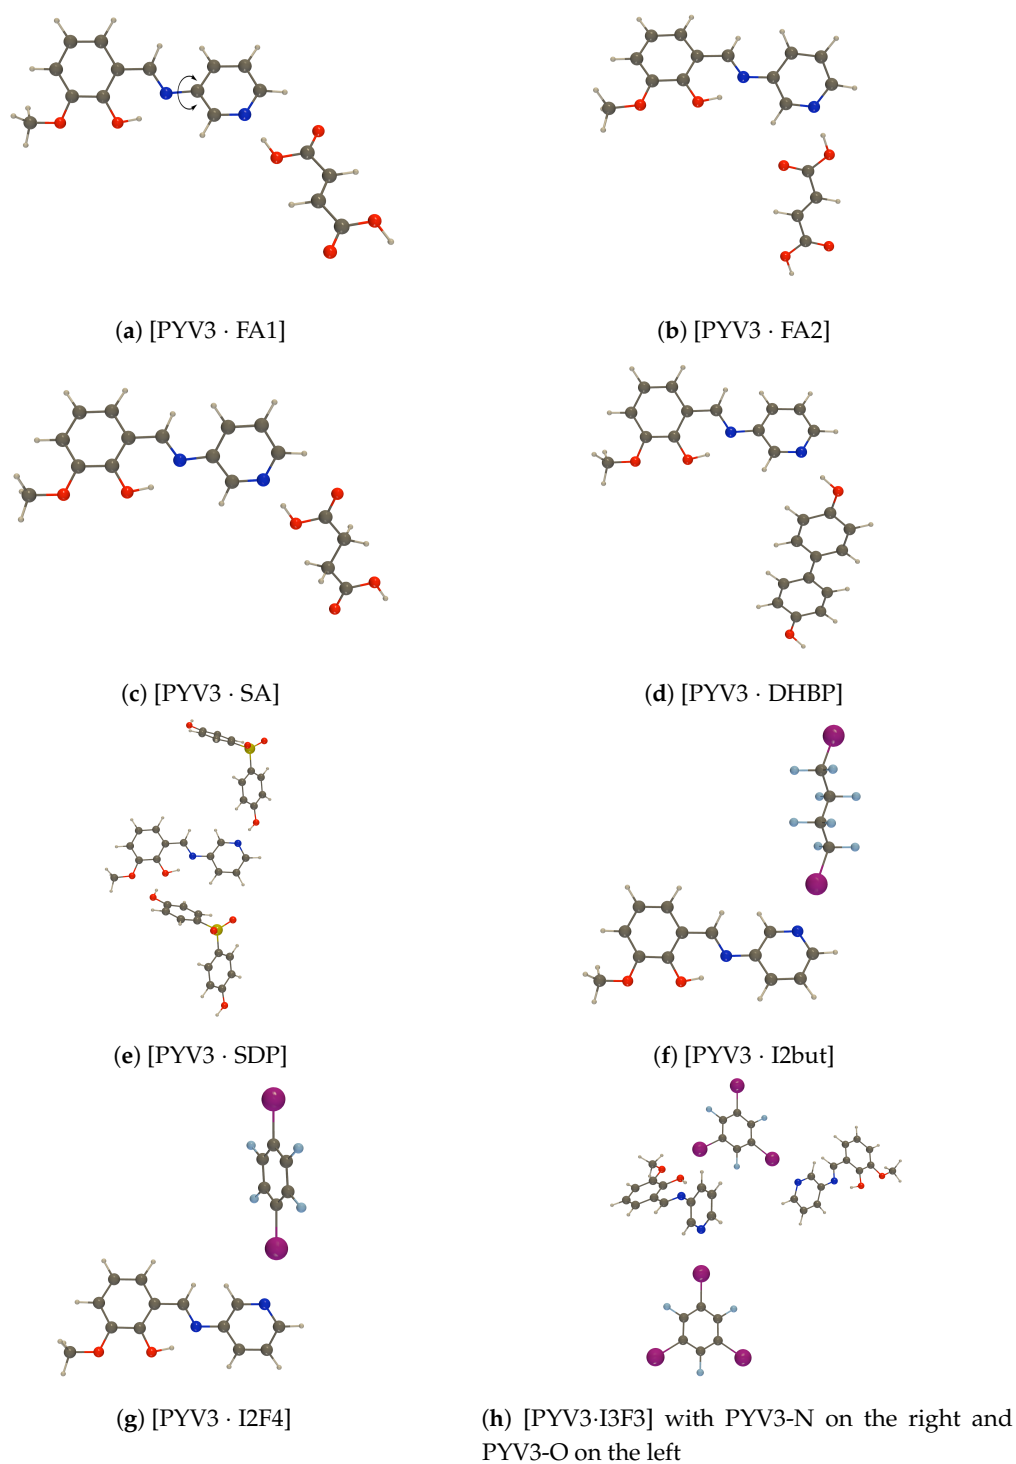 (a) [PYV3 · FA1]
(b) [PYV3 · FA2]
(c) [PYV3 · SA]
(d) [PYV3 · DHBP]
(e) [PYV3 · SDP]
(f) [PYV3 · I2but]
(g) [PYV3 · I2F4]
(h) [PYV3·I3F3] with PYV3-N on the right and
PYV3-O on the left